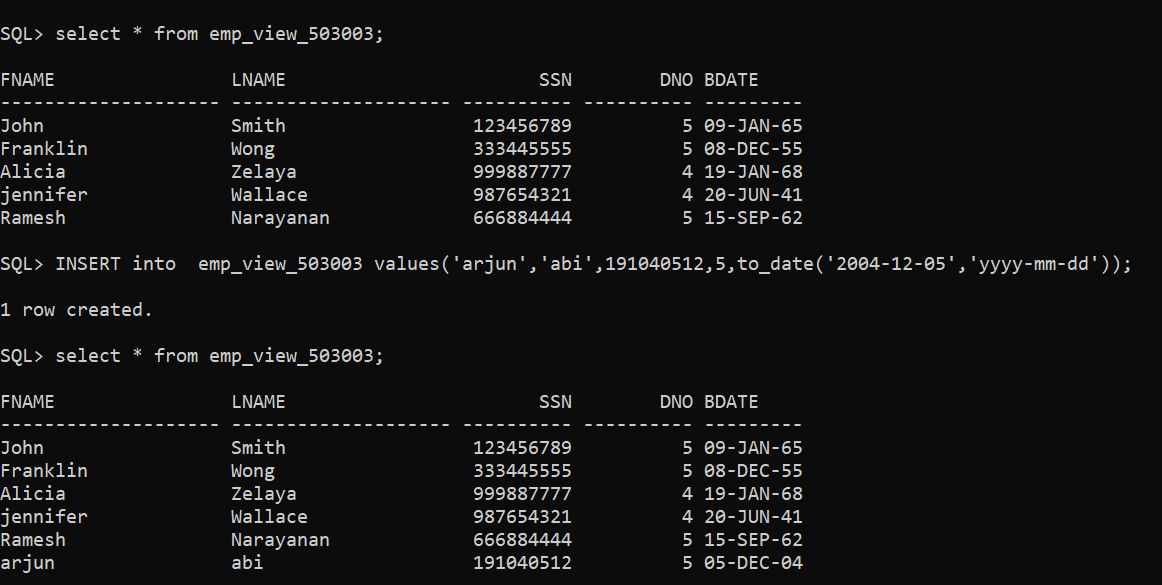 SQL> select * from emp_view_503003;
FNAME                LNAME                       SSN        DNO BDATE
-------------------- -------------------- ---------- ---------- ---------
John                 Smith                 123456789          5 09-JAN-65
Franklin             Wong                  333445555          5 08-DEC-55
Alicia               Zelaya                999887777          4 19-JAN-68
jennifer             Wallace               987654321          4 20-JUN-41
Ramesh               Narayanan             666884444          5 15-SEP-62
SQL> INSERT into  emp_view_503003 values('arjun','abi',191040512,5,to_date('2004-12-05','yyyy-mm-dd'));
1 row created.
SQL> select * from emp_view_503003;
FNAME                LNAME                       SSN        DNO BDATE
-------------------- -------------------- ---------- ---------- ---------
John                 Smith                 123456789          5 09-JAN-65
Franklin             Wong                  333445555          5 08-DEC-55
Alicia               Zelaya                999887777          4 19-JAN-68
jennifer             Wallace               987654321          4 20-JUN-41
Ramesh               Narayanan             666884444          5 15-SEP-62
arjun                abi                   191040512          5 05-DEC-04